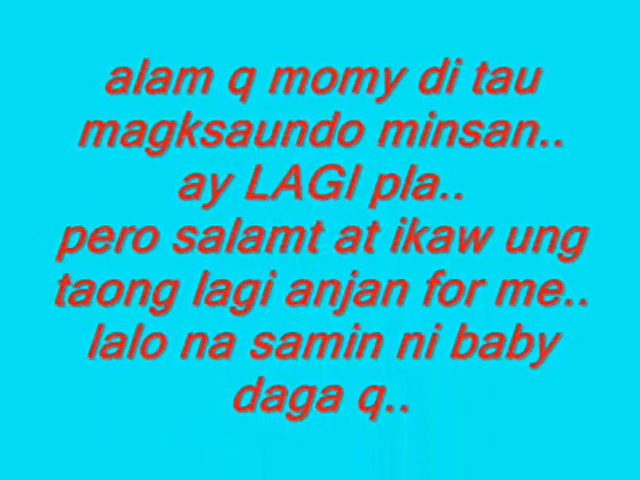 alam q momy di tau
magksaundo minsan..
ay LAGI pla..
pero salamt at ikaw ung
taong lagi anjan for me..
lalo na samin ni baby
daga q..